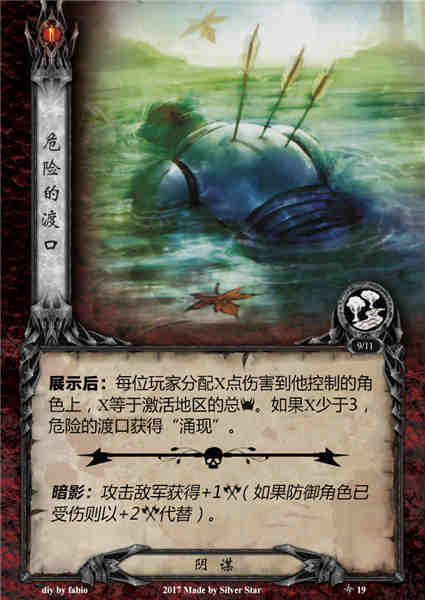 危险的渡口
9/11
展示后：每位玩家分配X点伤害到他控制的角
色上，X等于激活地区的总。如果X少于3，
危险的渡口获得“涌现”。
暗影：攻击敌军获得+1（如果防御角色已
受伤则以+2代替）。
阴谋
diy by fabio
2017 Made by Silver Star
19